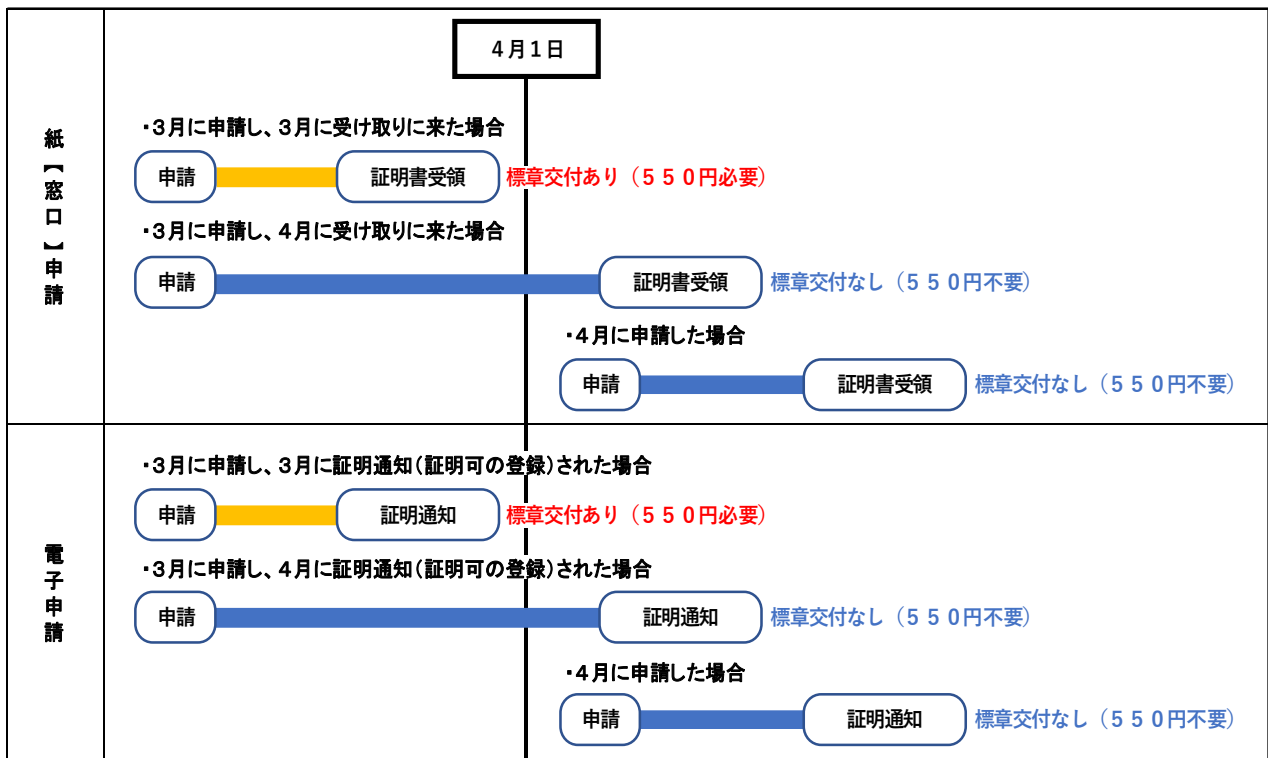 4月1日
紙【窓口】申請
・3月に申請し、3月に受け取りに来た場合
申請
証明書受領
標章交付あり（５５０円必要）
・3月に申請し、4月に受け取りに来た場合
申請
証明書受領
標章交付なし（５５０円不要）
・4月に申請した場合
申請
証明書受領
標章交付なし（５５０円不要）
電子申請
・3月に申請し、3月に証明通知（証明可の登録）された場合
申請
証明通知
標章交付あり（５５０円必要）
・3月に申請し、4月に証明通知（証明可の登録）された場合
申請
証明通知
標章交付なし（５５０円不要）
・4月に申請した場合
申請
証明通知
標章交付なし（５５０円不要）